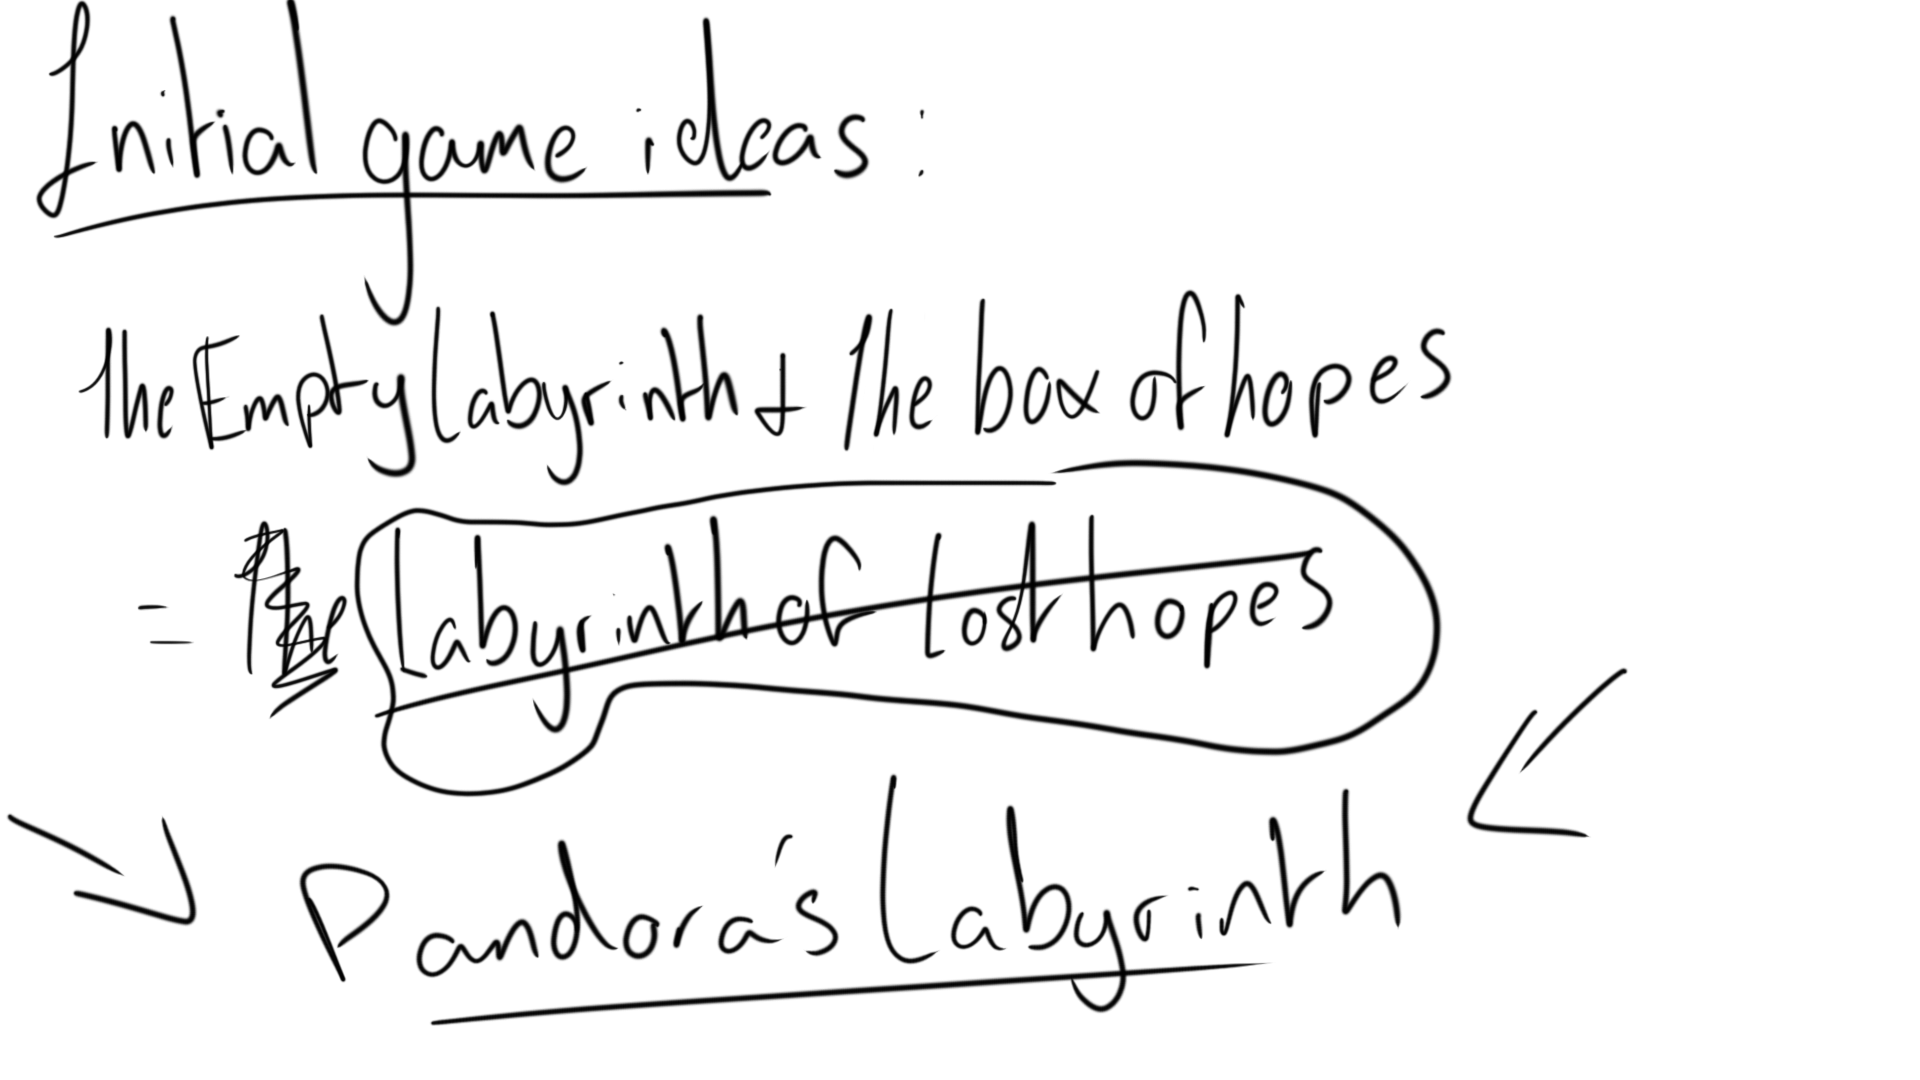 Initial game ideas:
The Empty Labyrinth + The box of hopes
= The Labyrinth of Lost hopes
Pandora's Labyrinth